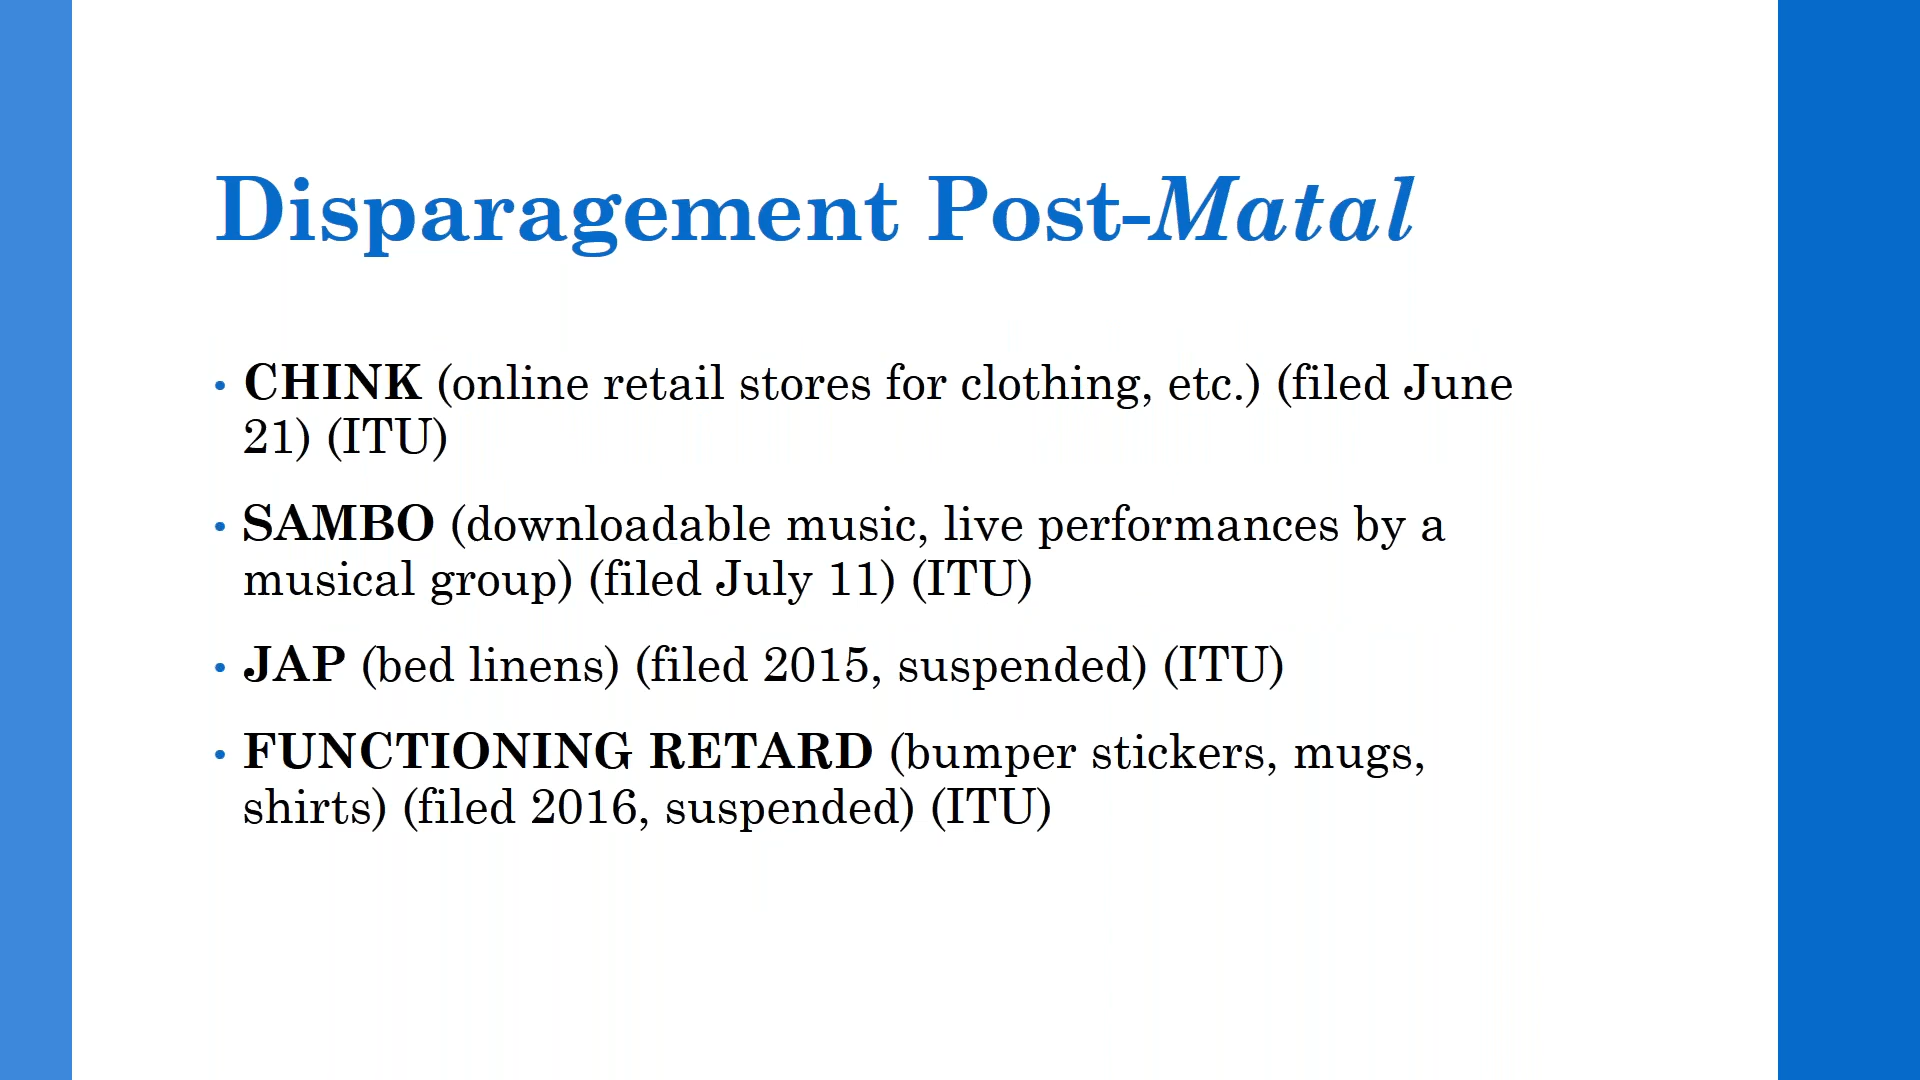 Disparagement Post-Matal
• CHINK (online retail stores for clothing, etc.) (filed June
21) (ITU)
• SAMBO (downloadable music, live performances by a
musical group) (filed July 11) (ITU)
• JAP (bed linens) (filed 2015, suspended) (ITU)
• FUNCTIONING RETARD (bumper stickers, mugs,
shirts) (filed 2016, suspended) (ITU)